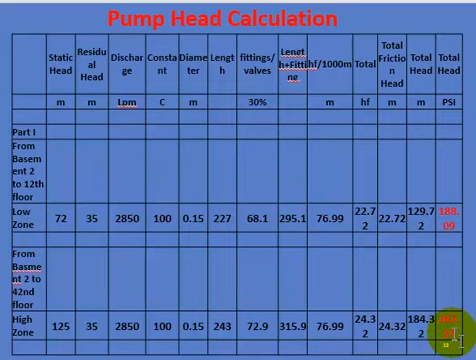 Pump Head Calculation
Static Head | Residual Head | Discharge | Constant | Diameter | Length | fittings/valves | Length+Fitting | hf/1000m | Total | Total Friction Head | Total Head | Total Head
m | m | Lpm | C | m | | 30% | | m | hf | m | m | PSI
Part I
From Basement 2 to 12th floor
Low Zone | 72 | 35 | 2850 | 100 | 0.15 | 227 | 68.1 | 295.1 | 76.99 | 22.72 | 22.72 | 129.72 | 188.09
From Basment 2 to 42nd floor
High Zone | 125 | 35 | 2850 | 100 | 0.15 | 243 | 72.9 | 315.9 | 76.99 | 24.32 | 24.32 | 184.32